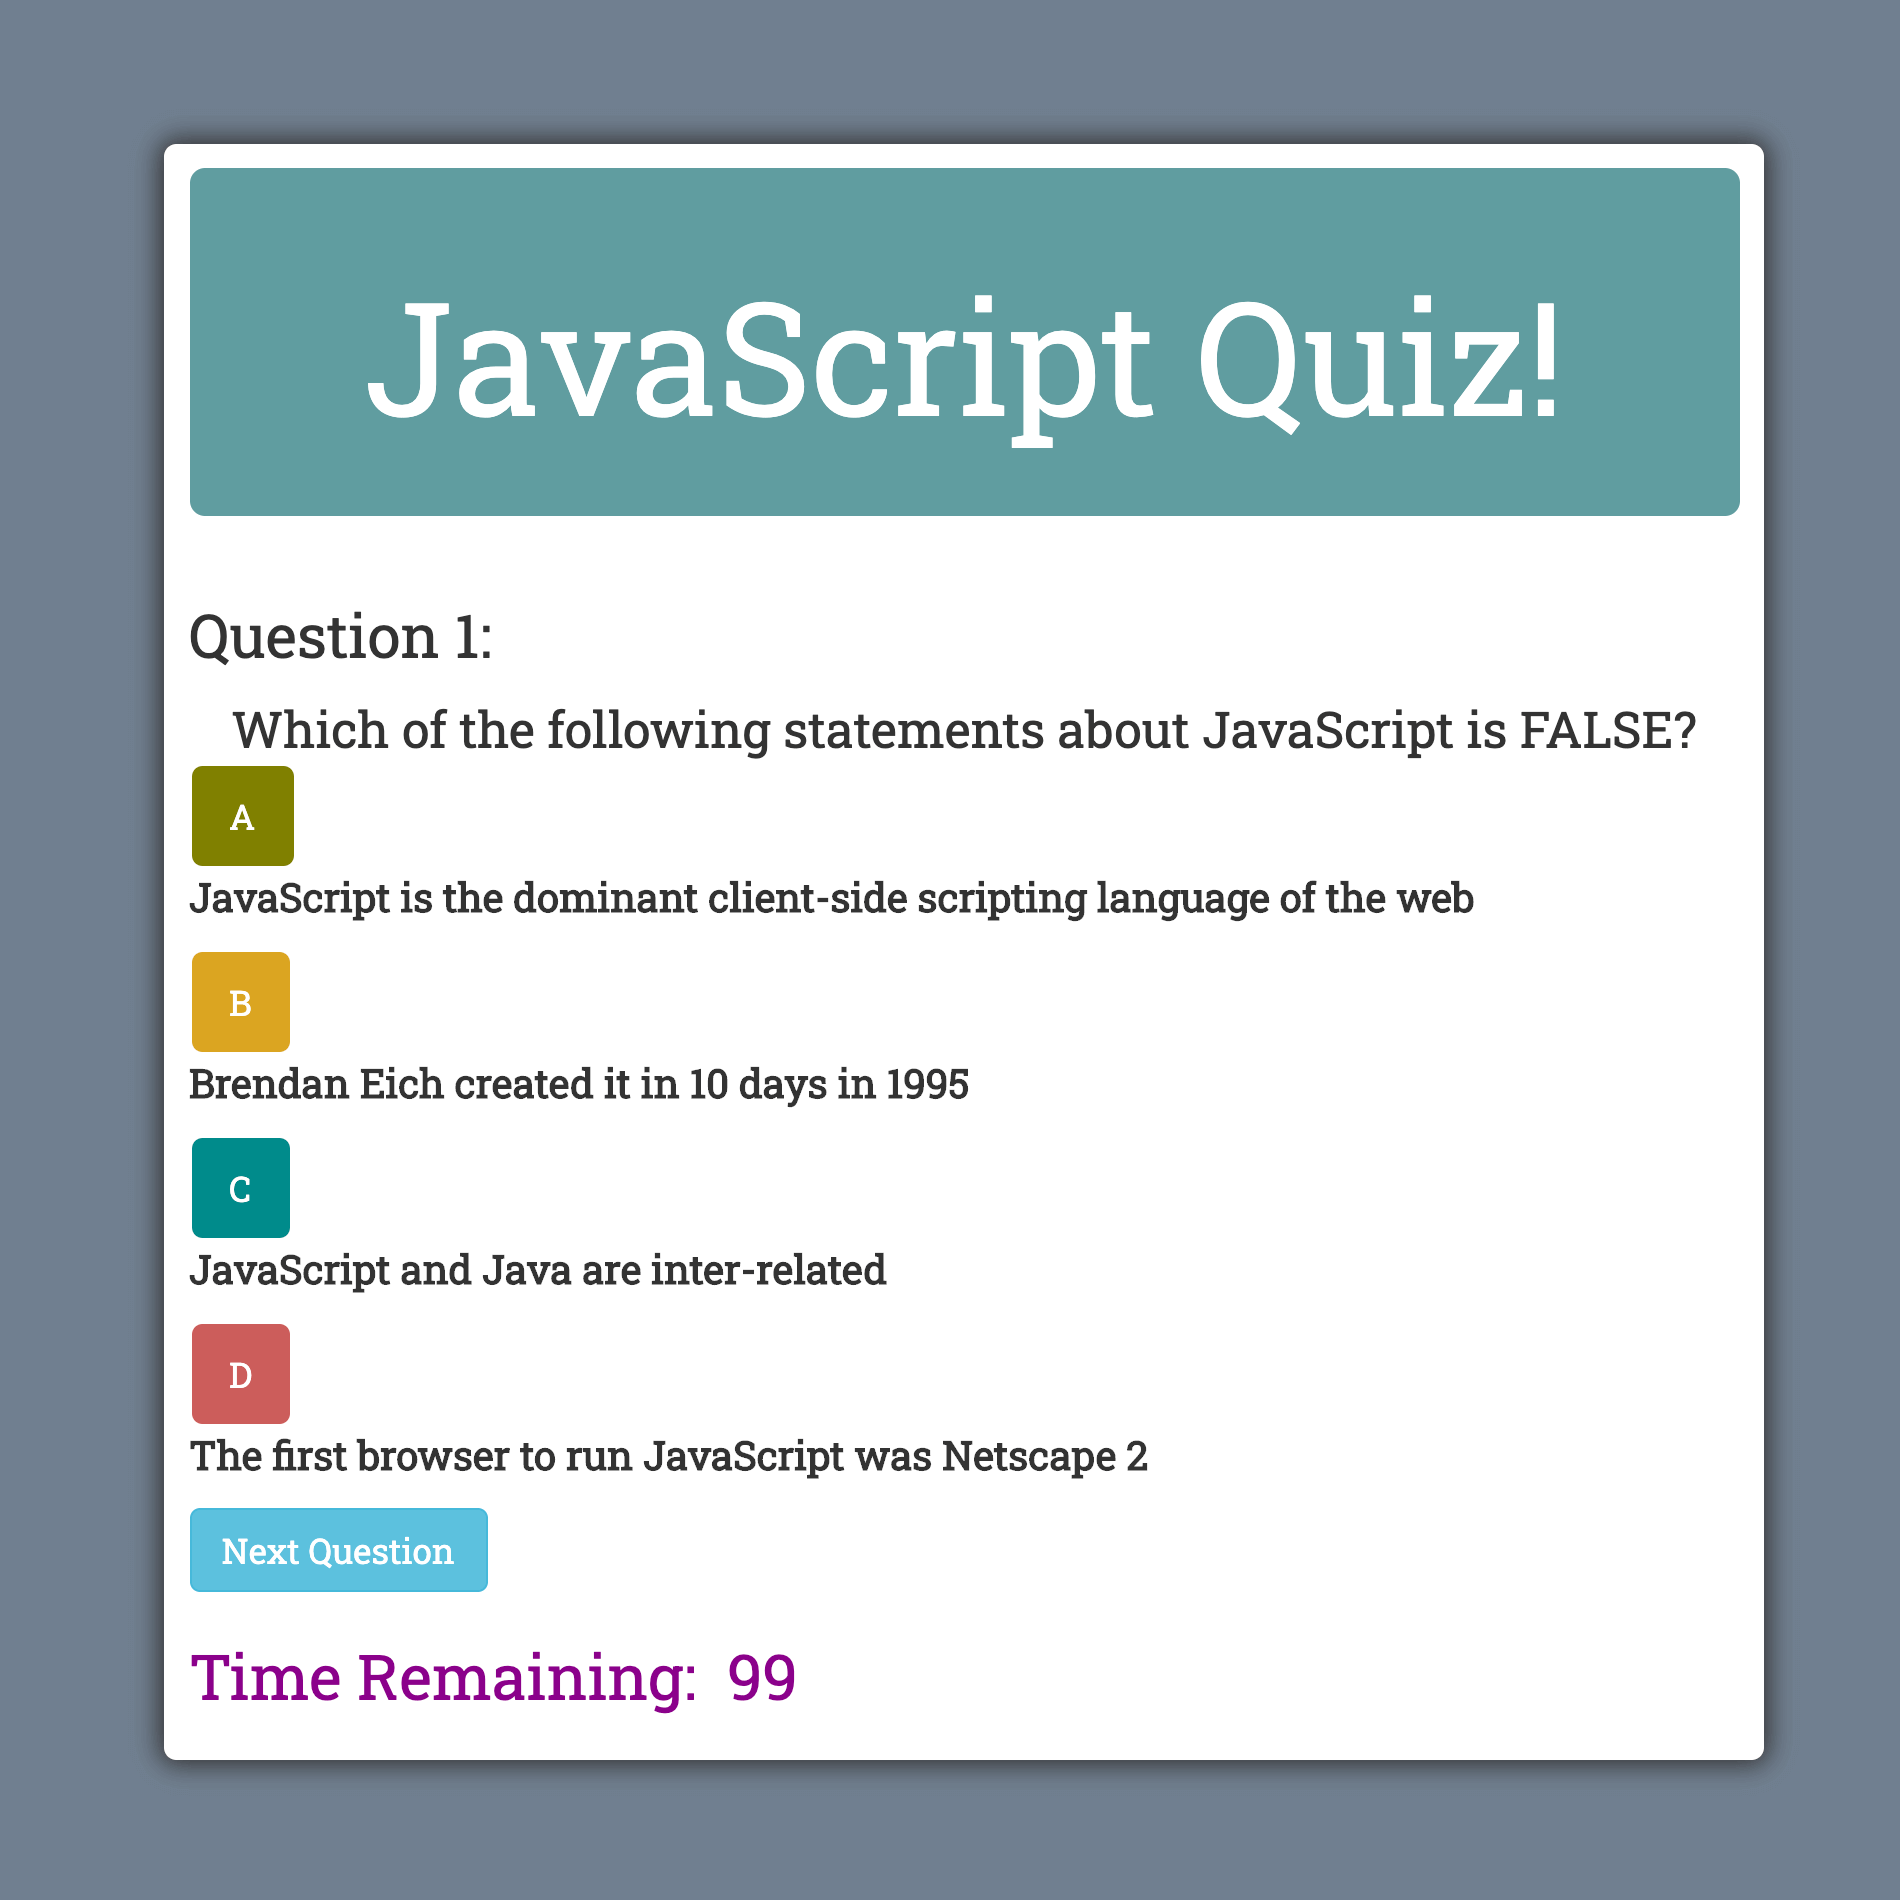 JavaScript Quiz!
Question 1:
Which of the following statements about JavaScript is FALSE?
A
JavaScript is the dominant client-side scripting language of the web
B
Brendan Eich created it in 10 days in 1995
C
JavaScript and Java are inter-related
D
The first browser to run JavaScript was Netscape 2
Next Question
Time Remaining: 99